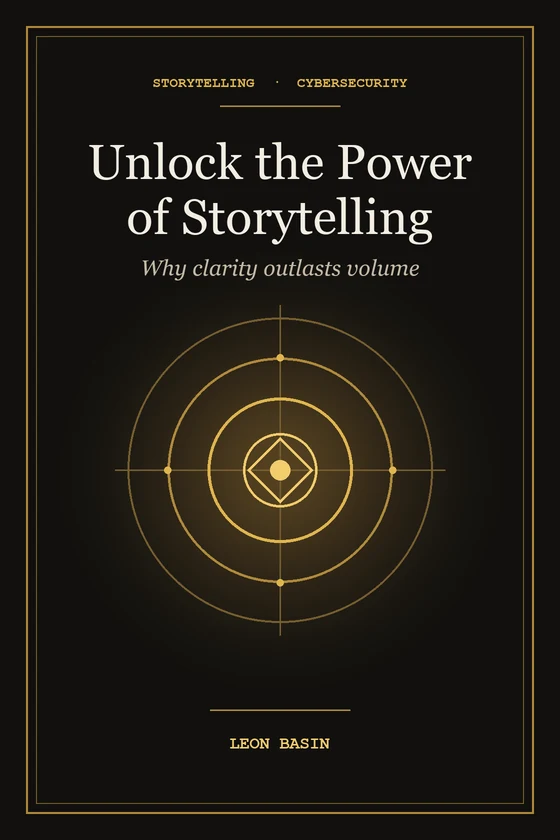 STORYTELLING · CYBERSECURITY
Unlock the Power
of Storytelling
Why clarity outlasts volume
LEON BASIN